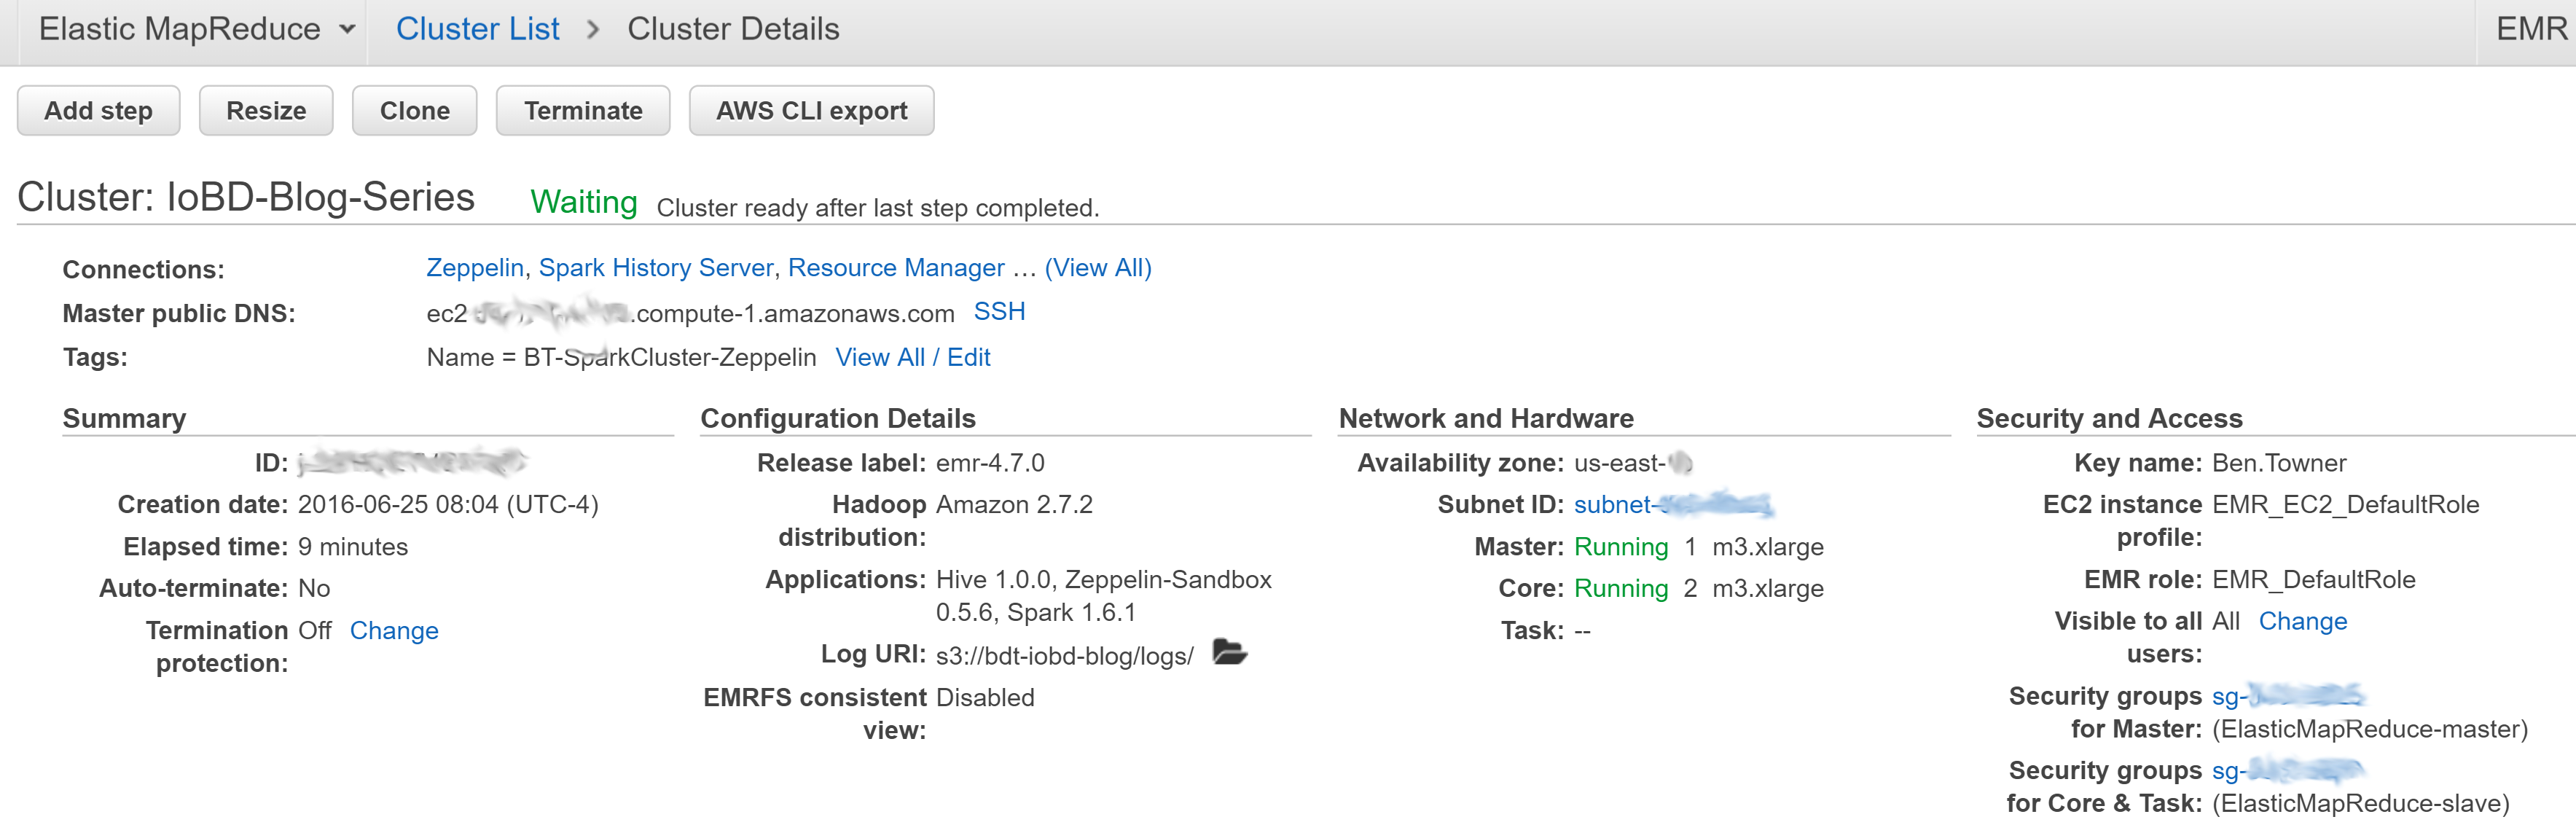 Elastic MapReduce Cluster List > Cluster Details EMR
Add step Resize Clone Terminate AWS CLI export
Cluster: IoBD-Blog-Series Waiting Cluster ready after last step completed.
Connections: Zeppelin, Spark History Server, Resource Manager … (View All)
Master public DNS: ec2 .compute-1.amazonaws.com SSH
Tags: Name = BT-SparkCluster-Zeppelin View All / Edit
Summary
ID:
Creation date: 2016-06-25 08:04 (UTC-4)
Elapsed time: 9 minutes
Auto-terminate: No
Termination Off Change
protection:
Configuration Details
Release label: emr-4.7.0
Hadoop Amazon 2.7.2
distribution:
Applications: Hive 1.0.0, Zeppelin-Sandbox
0.5.6, Spark 1.6.1
Log URI: s3://bdt-iobd-blog/logs/
EMRFS consistent Disabled
view:
Network and Hardware
Availability zone: us-east-
Subnet ID: subnet-
Master: Running 1 m3.xlarge
Core: Running 2 m3.xlarge
Task: --
Security and Access
Key name: Ben.Towner
EC2 instance EMR_EC2_DefaultRole
profile:
EMR role: EMR_DefaultRole
Visible to all All Change
users:
Security groups sg-
for Master: (ElasticMapReduce-master)
Security groups sg-
for Core & Task: (ElasticMapReduce-slave)